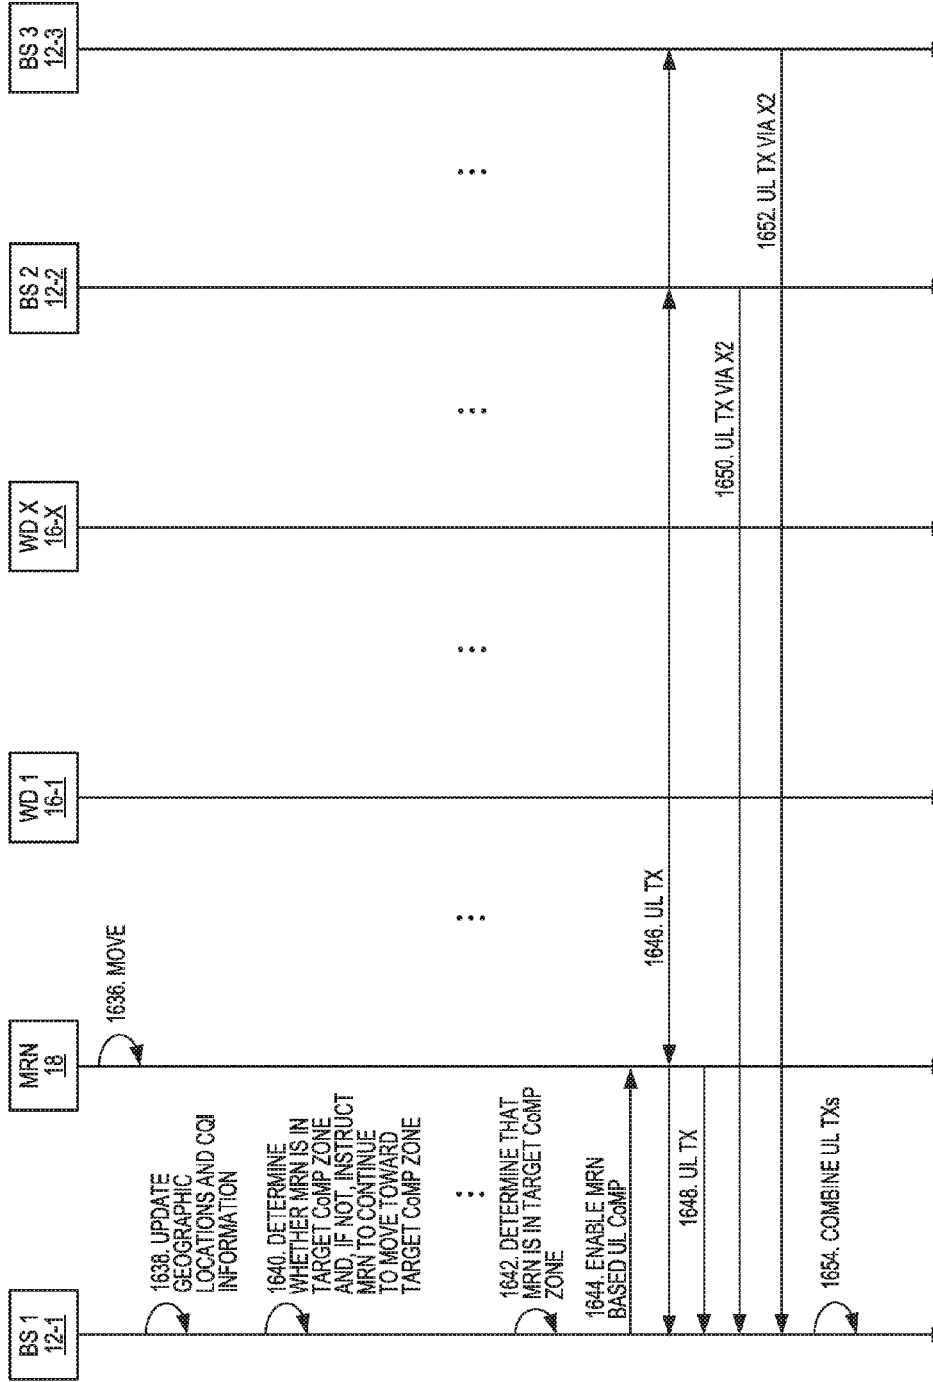 BS 1
12-1
MRN
18
WD 1
16-1
WD X
16-X
BS 2
12-2
BS 3
12-3
1636. MOVE
1638. UPDATE
GEOGRAPHIC
LOCATIONS AND CQI
INFORMATION
1640. DETERMINE
WHETHER MRN IS IN
TARGET CoMP ZONE
AND, IF NOT, INSTRUCT
MRN TO CONTINUE
TO MOVE TOWARD
TARGET CoMP ZONE
1642. DETERMINE THAT
MRN IS IN TARGET CoMP
ZONE
1644. ENABLE MRN
BASED UL CoMP
1646. UL TX
1648. UL TX
1650. UL TX VIA X2
1652. UL TX VIA X2
1654. COMBINE UL TXs